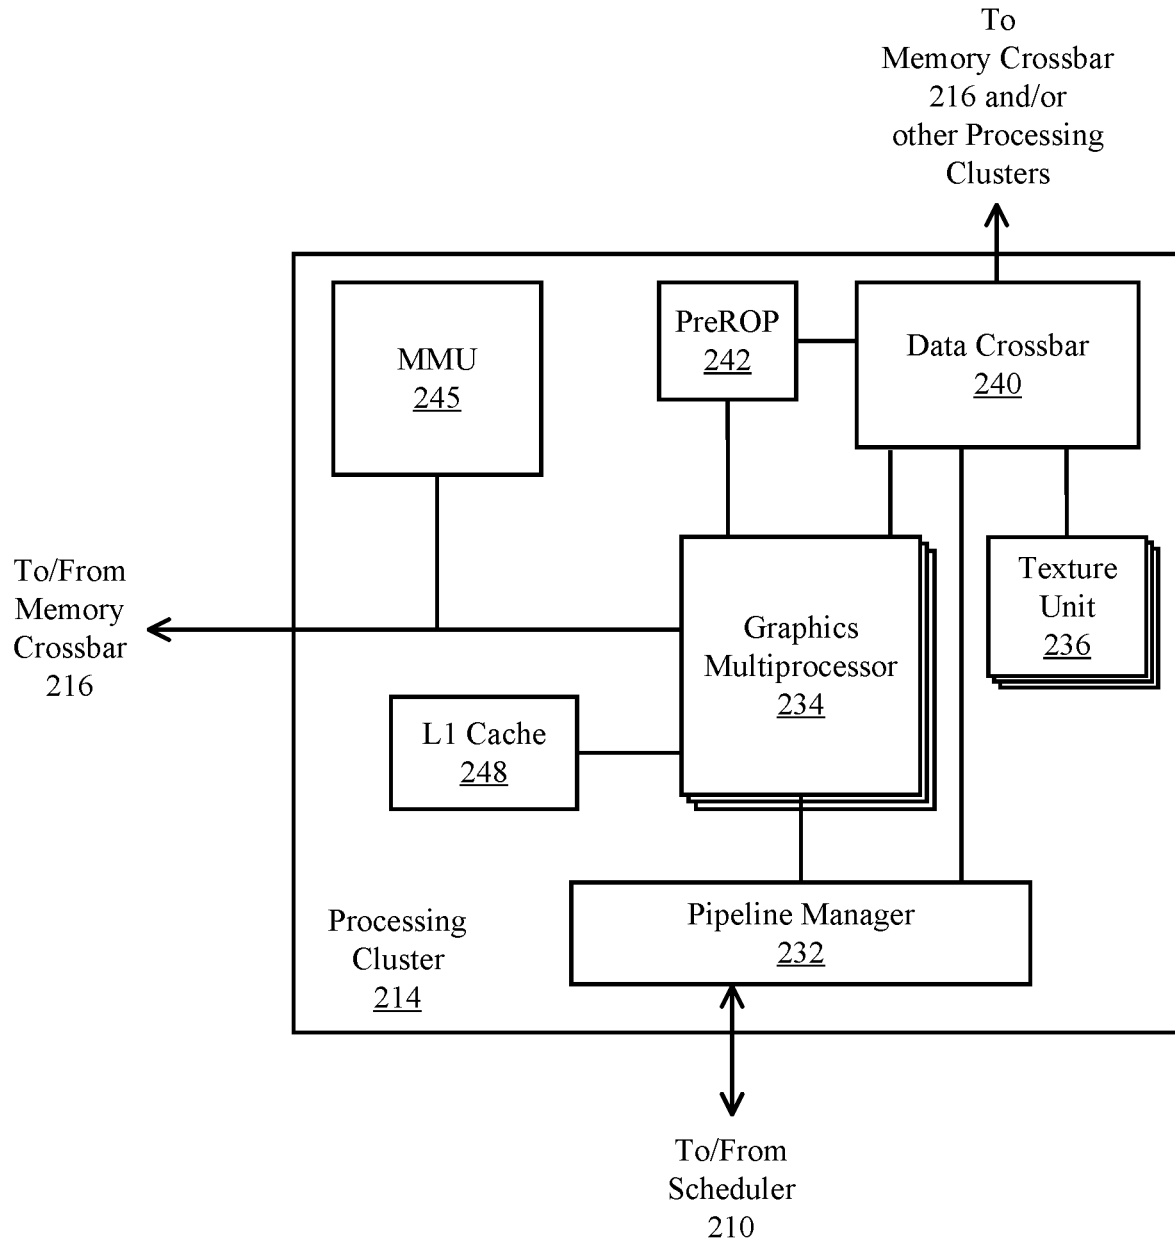 To
Memory Crossbar
216 and/or
other Processing
Clusters
MMU
245
PreROP
242
Data Crossbar
240
To/From
Memory
Crossbar
216
Graphics
Multiprocessor
234
Texture
Unit
236
L1 Cache
248
Processing
Cluster
214
Pipeline Manager
232
To/From
Scheduler
210